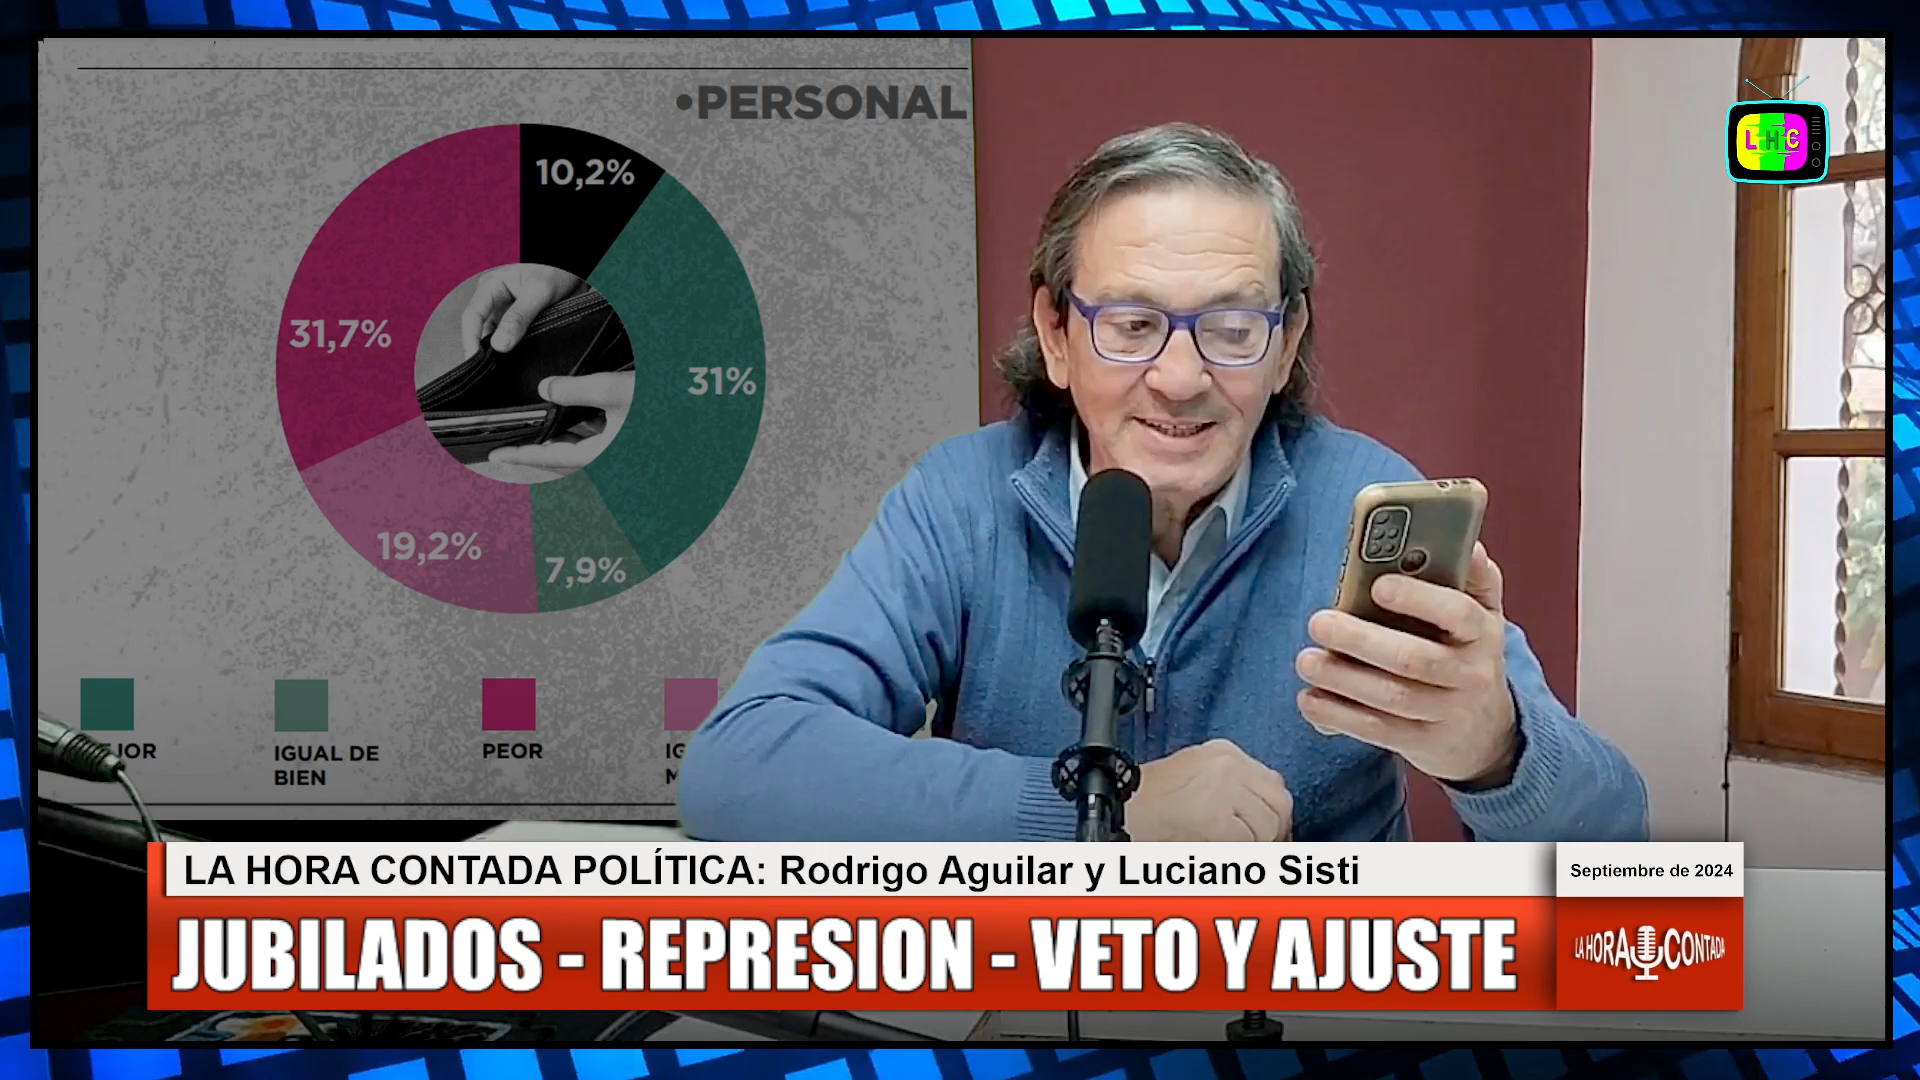 •PERSONAL
10,2%
31,7%
31%
19,2%
7,9%
IGUAL DE
BIEN
PEOR
LHC
LA HORA CONTADA POLÍTICA: Rodrigo Aguilar y Luciano Sisti
Septiembre de 2024
JUBILADOS - REPRESION - VETO Y AJUSTE
LA HORA CONTADA